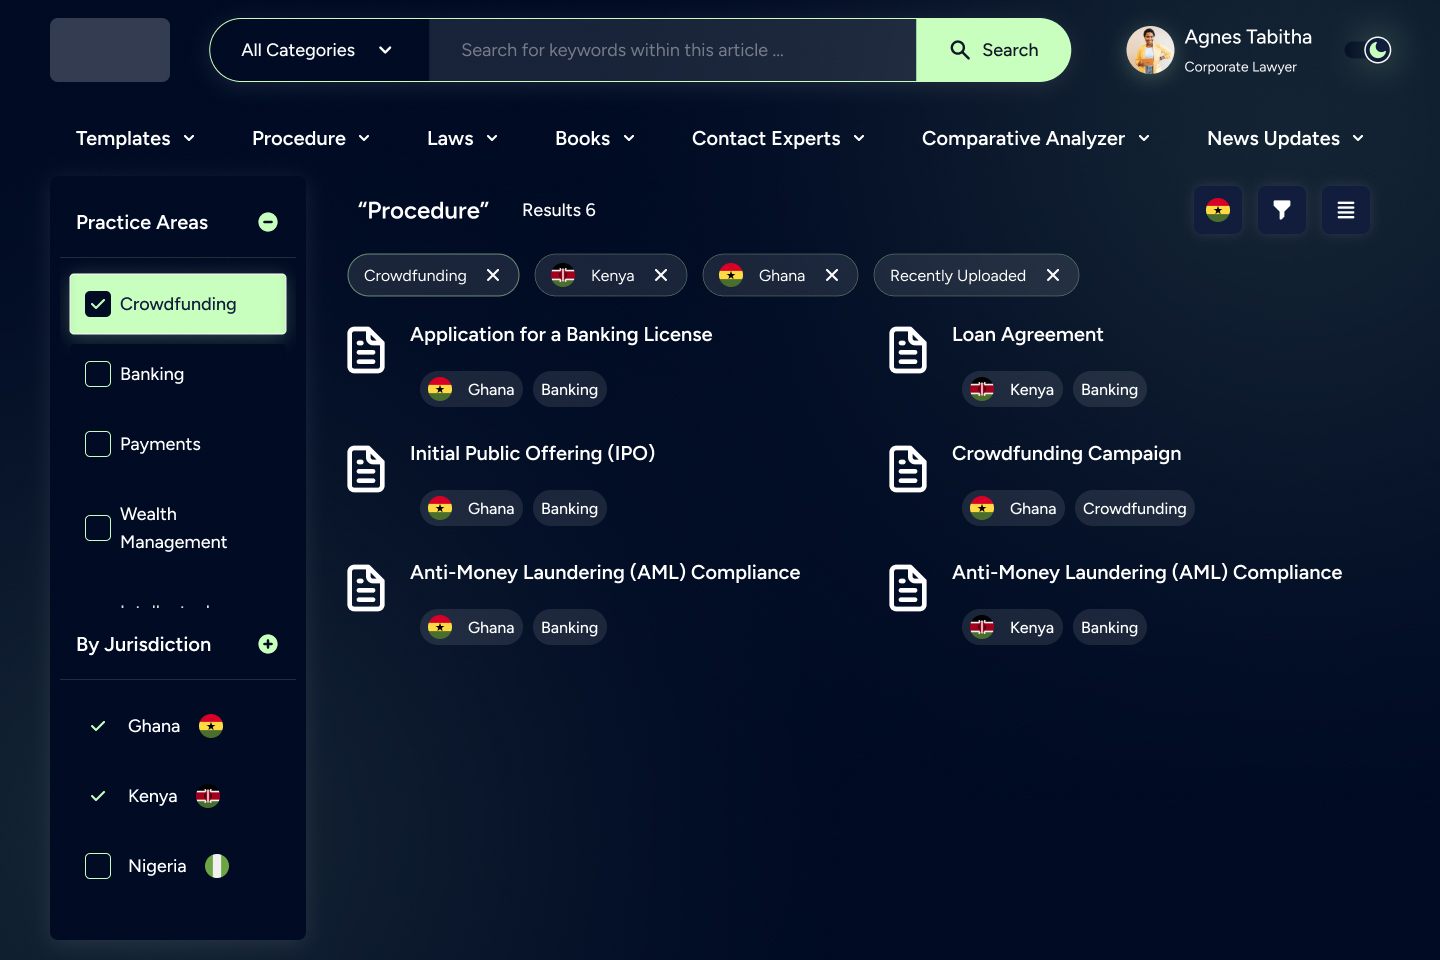 All Categories
Search for keywords within this article ...
Search
Agnes Tabitha
Corporate Lawyer
Templates
Procedure
Laws
Books
Contact Experts
Comparative Analyzer
News Updates
Practice Areas
Crowdfunding
Banking
Payments
Wealth
Management
By Jurisdiction
Ghana
Kenya
Nigeria
“Procedure”
Results 6
Crowdfunding
Kenya
Ghana
Recently Uploaded
Application for a Banking License
Ghana
Banking
Loan Agreement
Kenya
Banking
Initial Public Offering (IPO)
Ghana
Banking
Crowdfunding Campaign
Ghana
Crowdfunding
Anti-Money Laundering (AML) Compliance
Ghana
Banking
Anti-Money Laundering (AML) Compliance
Kenya
Banking